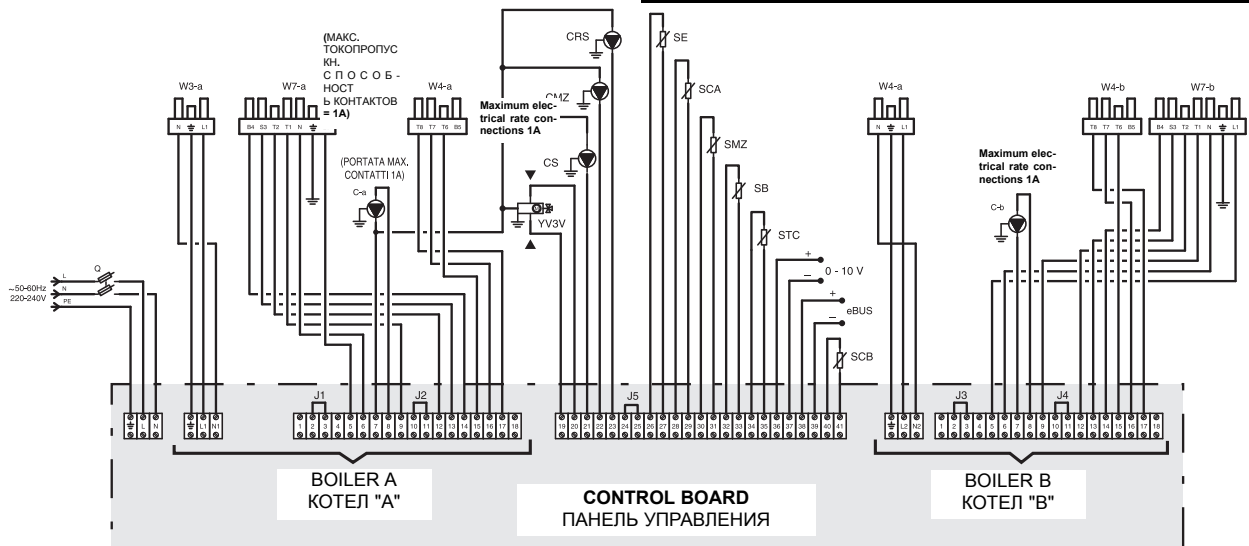 (МАКС.
ТОКОПРОПУС
КН.
С П О С О Б -
НОСТ
Ь КОНТАКТОВ
= 1A)
W3-a
N L1
W7-a
B4 S3 T2 T1 N
W4-a
T8 T7 T6 B5
Maximum elec-
trical rate con-
nections 1A
(PORTATA MAX.
CONTATTI 1A)
C-a
CRS
CMZ
CS
YV3V
SE
SCA
SMZ
SB
STC
+
0 - 10 V
–
+
eBUS
–
SCB
W4-a
N L1
Maximum elec-
trical rate con-
nections 1A
C-b
W4-b
T8 T7 T6 B5
W7-b
B4 S3 T2 T1 N L1
~50-60Hz
220-240V
L
N
PE
Q
J1
J2
J5
J3
J4
L N
L1 N1
1 2 3 4 5 6 7 8 9 10 11 12 13 14 15 16 17 18
19 20 21 22 23 24 25 26 27 28 29 30 31 32 33 34 35 36 37 38 39 40 41
L2 N2
1 2 3 4 5 6 7 8 9 10 11 12 13 14 15 16 17 18
BOILER A
КОТЕЛ "А"
CONTROL BOARD
ПАНЕЛЬ УПРАВЛЕНИЯ
BOILER B
КОТЕЛ "В"